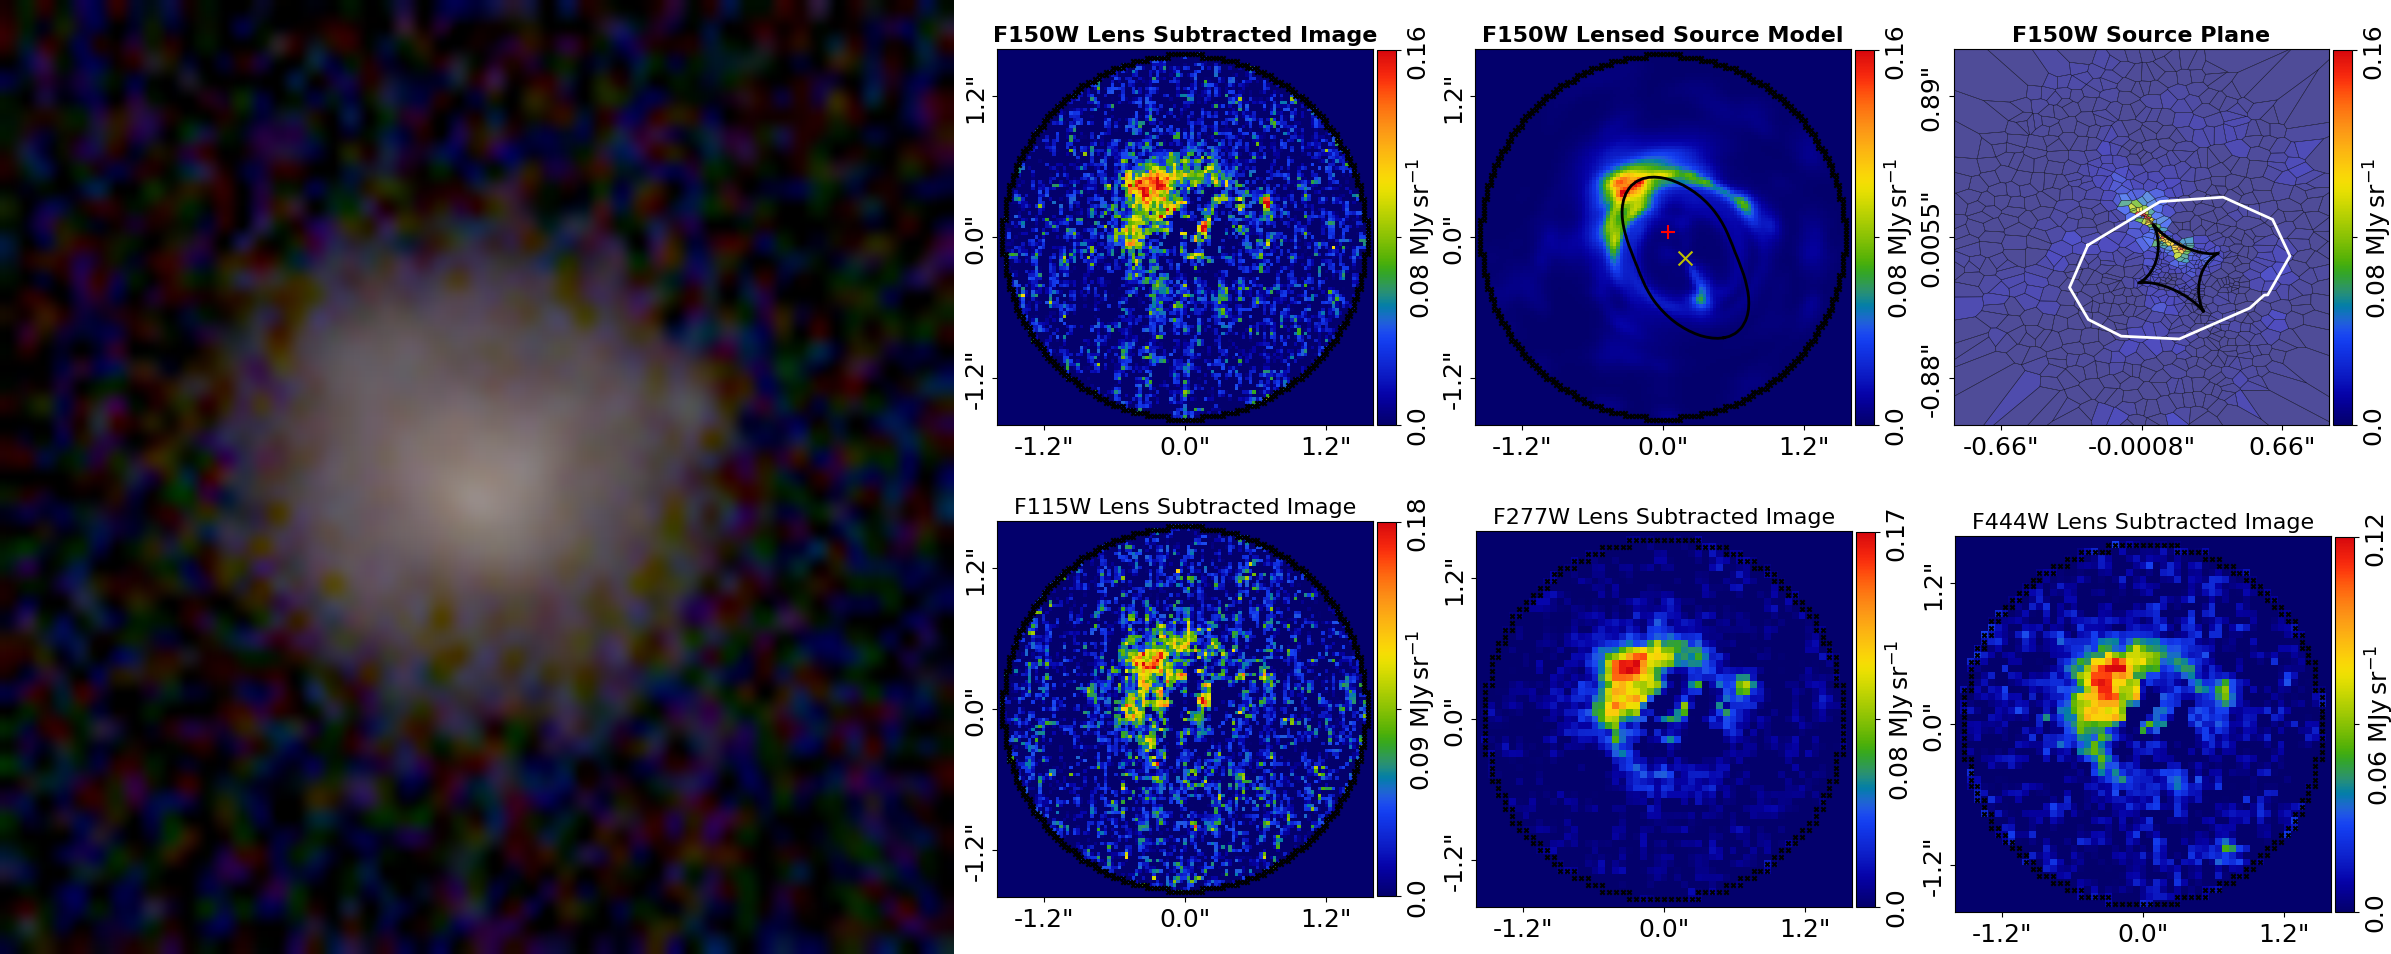 F150W Lens Subtracted Image
1.2"
0.0"
-1.2"
-1.2" 0.0" 1.2"
0.0 0.08 MJy sr⁻¹ 0.16
F150W Lensed Source Model
1.2"
0.0"
-1.2"
-1.2" 0.0" 1.2"
0.0 0.08 MJy sr⁻¹ 0.16
F150W Source Plane
0.89"
0.0055"
-0.88"
-0.66" -0.0008" 0.66"
0.0 0.08 MJy sr⁻¹ 0.16
F115W Lens Subtracted Image
1.2"
0.0"
-1.2"
-1.2" 0.0" 1.2"
0.0 0.09 MJy sr⁻¹ 0.18
F277W Lens Subtracted Image
1.2"
0.0"
-1.2"
-1.2" 0.0" 1.2"
0.0 0.08 MJy sr⁻¹ 0.17
F444W Lens Subtracted Image
1.2"
0.0"
-1.2"
-1.2" 0.0" 1.2"
0.0 0.06 MJy sr⁻¹ 0.12